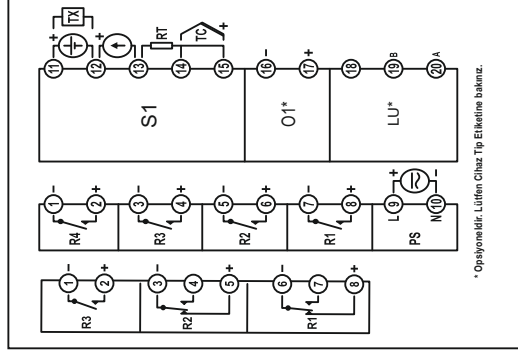 TX
+ T + RT TC +
11 12 13 14 15 16 17 18 19 20
- + B A
S1 O1* LU*
- + - + - + - + + -
1 2 3 4 5 6 7 8 L 9 N 10
R4 R3 R2 R1 PS
- + - + - +
1 2 3 4 5 6 7 8
R3 R2 R1
* Opsiyoneldir. Lütfen Cihaz Tip Etiketine bakınız.